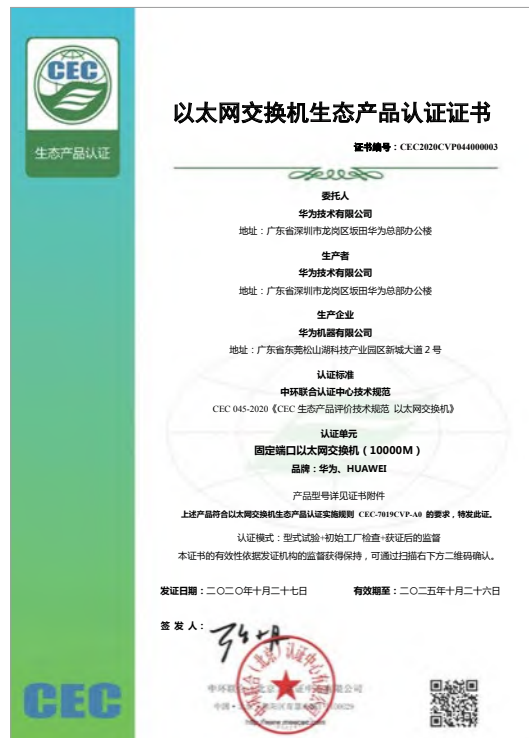 CEC
生态产品认证
以太网交换机生态产品认证证书
证书编号：CEC2020CVP044000003
委托人
华为技术有限公司
地址：广东省深圳市龙岗区坂田华为总部办公楼
生产者
华为技术有限公司
地址：广东省深圳市龙岗区坂田华为总部办公楼
生产企业
华为机器有限公司
地址：广东省东莞松山湖科技产业园区新城大道 2 号
认证标准
中环联合认证中心技术规范
CEC 045-2020《CEC 生态产品评价技术规范 以太网交换机》
认证单元
固定端口以太网交换机（10000M）
品牌：华为、HUAWEI
产品型号详见证书附件
上述产品符合以太网交换机生态产品认证实施规则 CEC-7019CVP-A0 的要求，特发此证。
认证模式：型式试验+初始工厂检查+获证后的监督
本证书的有效性依据发证机构的监督获得保持，可通过扫描右下方二维码确认。
发证日期：二〇二〇年十月二十七日
有效期至：二〇二五年十月二十六日
签 发 人：
CEC